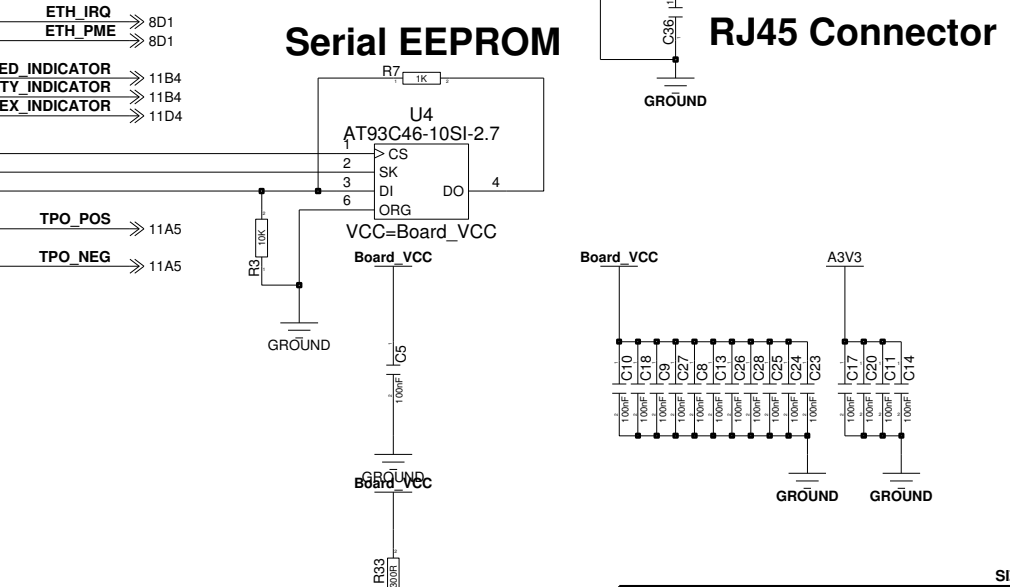 ETH_IRQ 8D1
ETH_PME 8D1
ED_INDICATOR 11B4
TY_INDICATOR 11B4
EX_INDICATOR 11D4
Serial EEPROM
RJ45 Connector
C36
GROUND
R7
1K
U4
AT93C46-10SI-2.7
1 CS
2 SK
3 DI DO 4
6 ORG
VCC=Board_VCC
TPO_POS 11A5
TPO_NEG 11A5
10K
R3
GROUND
Board_VCC
C5
100nF
GROUND
Board_VCC
R33
300R
Board_VCC
C10 C18 C9 C27 C8 C13 C26 C28 C25 C24 C23
100nF 100nF 100nF 100nF 100nF 100nF 100nF 100nF 100nF 100nF 100nF
GROUND
A3V3
C17 C20 C11 C14
100nF 100nF 100nF 100nF
GROUND